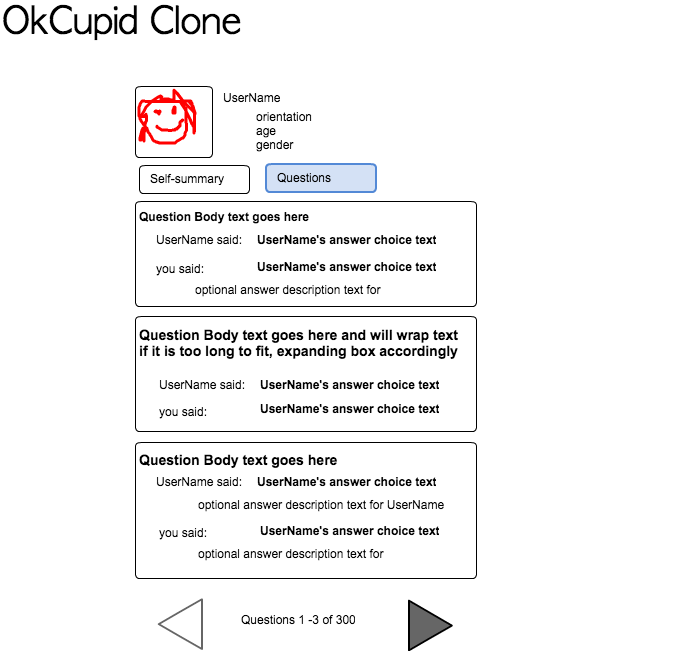 OkCupid Clone
UserName
orientation
age
gender
Self-summary
Questions
Question Body text goes here
UserName said: UserName's answer choice text
you said: UserName's answer choice text
optional answer description text for
Question Body text goes here and will wrap text
if it is too long to fit, expanding box accordingly
UserName said: UserName's answer choice text
you said: UserName's answer choice text
Question Body text goes here
UserName said: UserName's answer choice text
optional answer description text for UserName
you said: UserName's answer choice text
optional answer description text for
Questions 1 -3 of 300